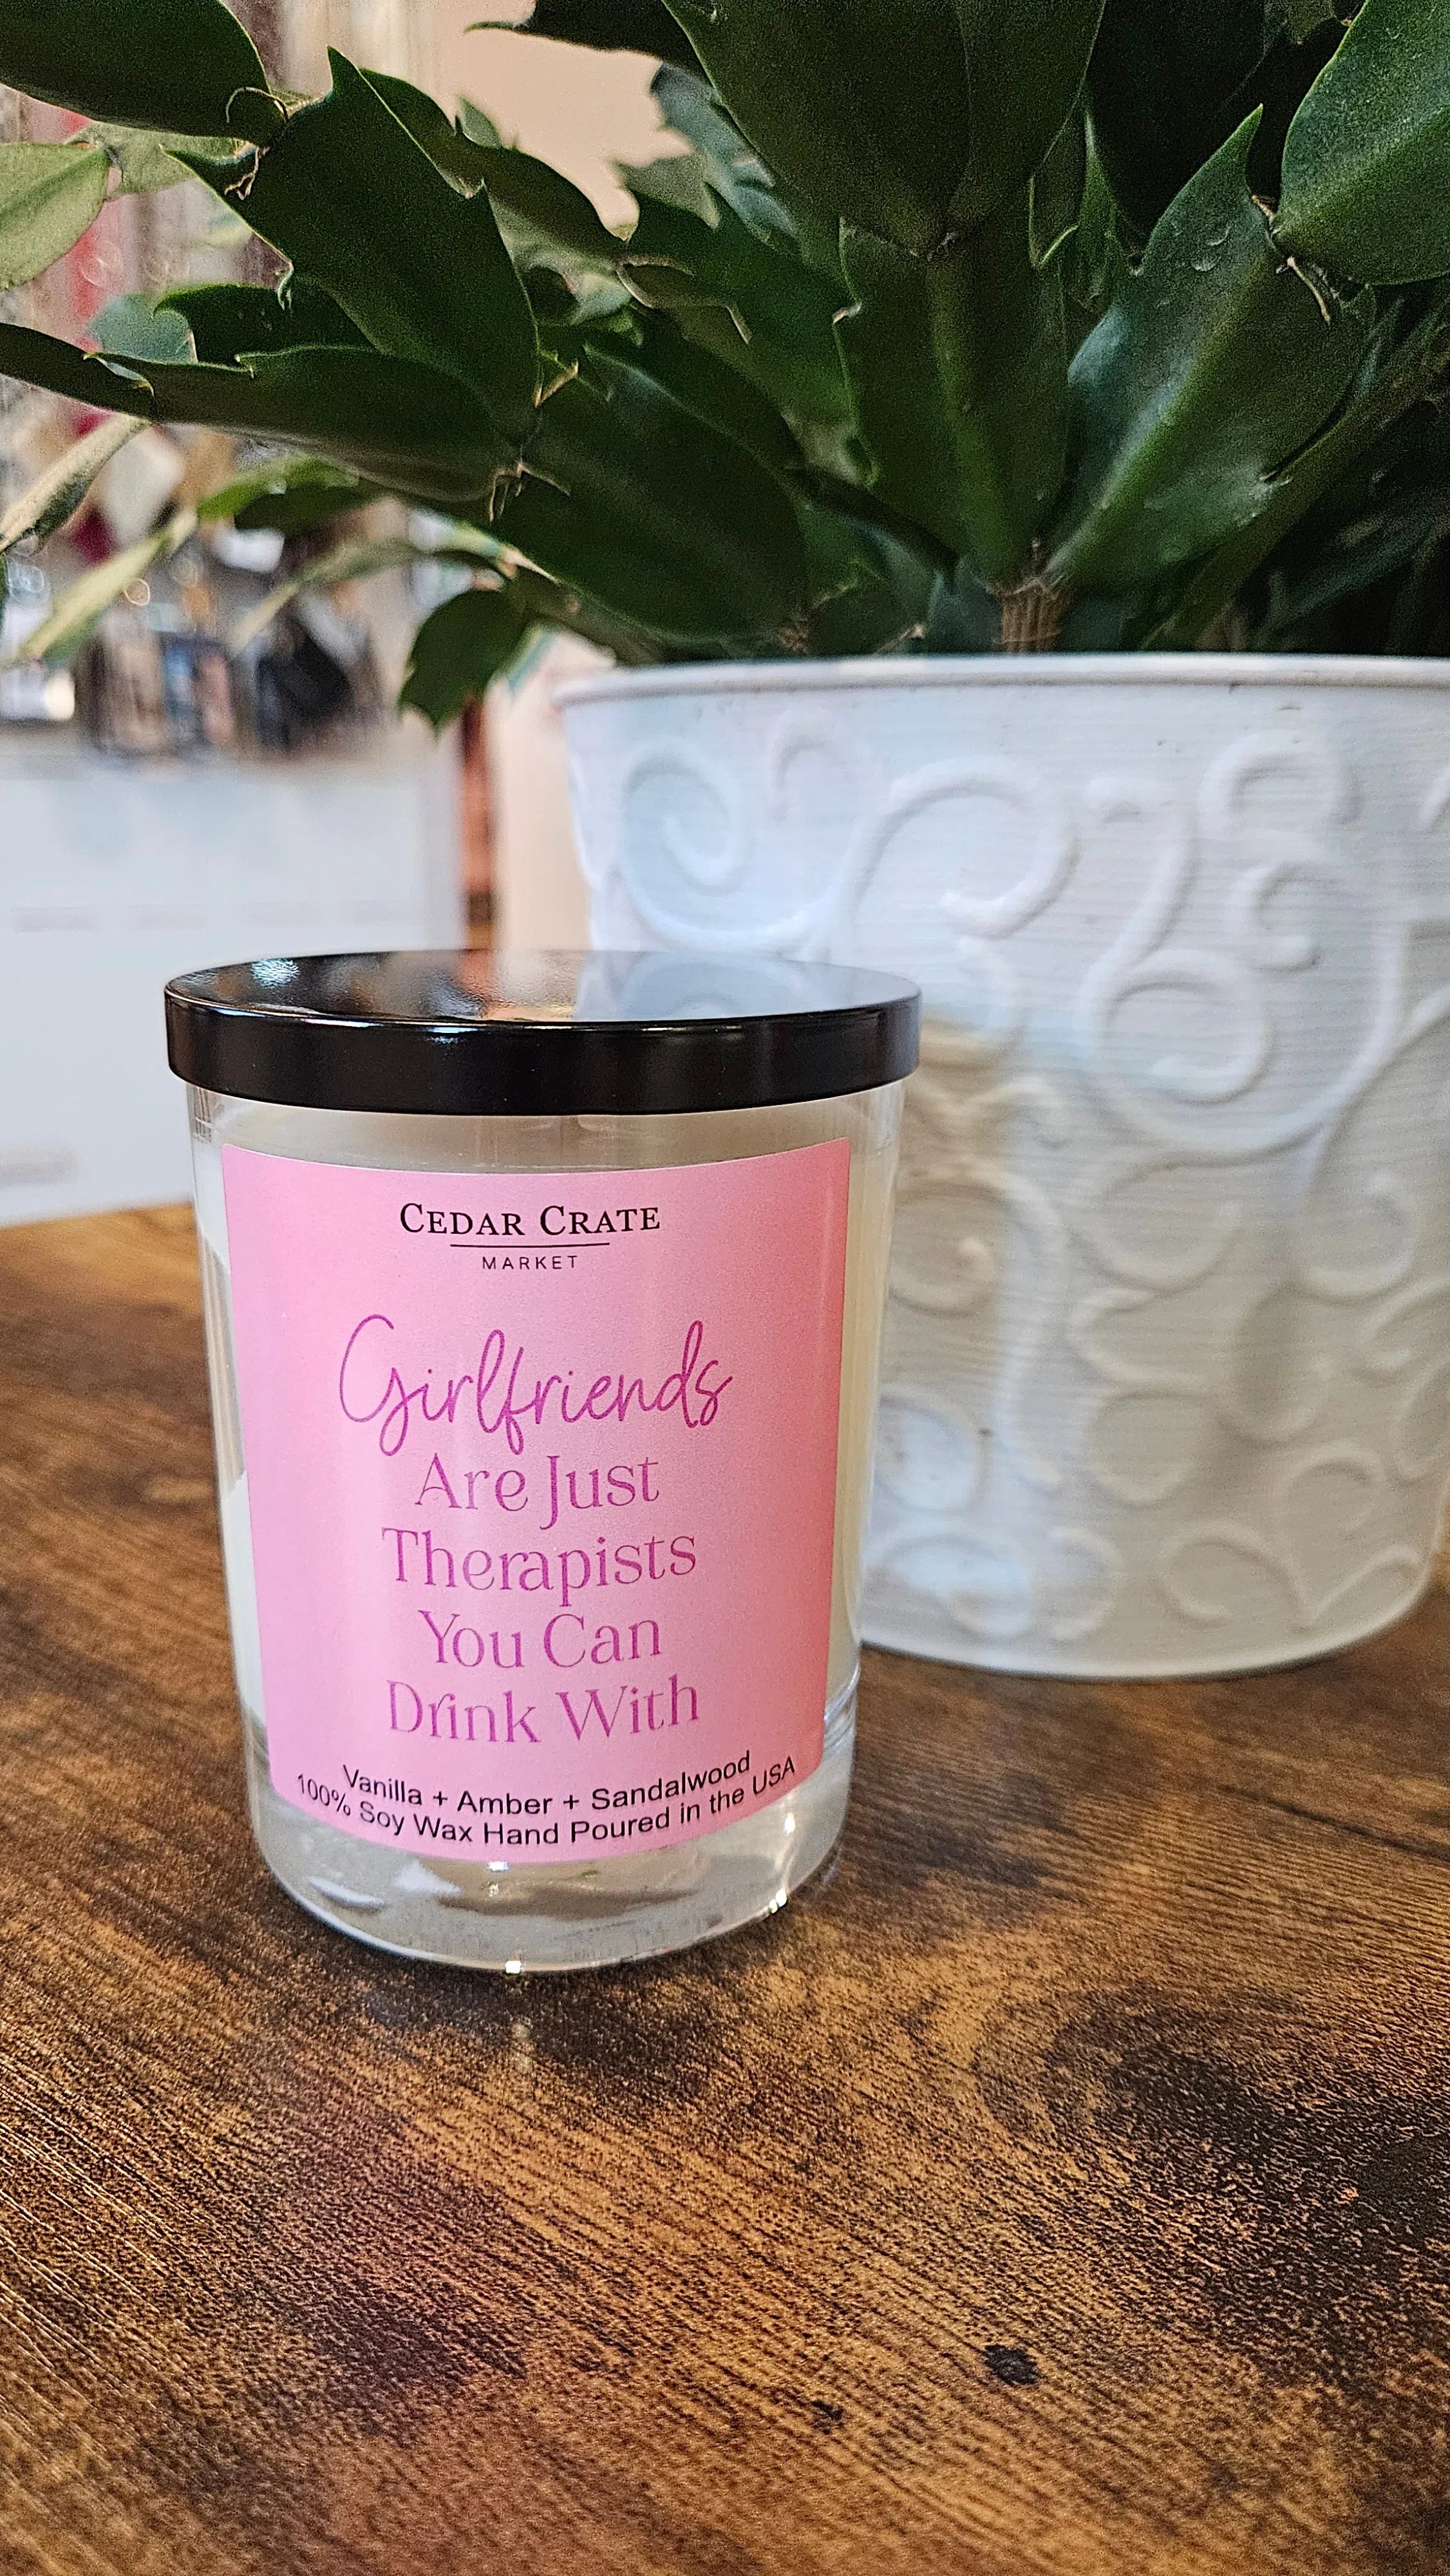 CEDAR CRATE
MARKET
Girlfriends
Are Just
Therapists
You Can
Drink With
Vanilla + Amber + Sandalwood
100% Soy Wax Hand Poured in the USA